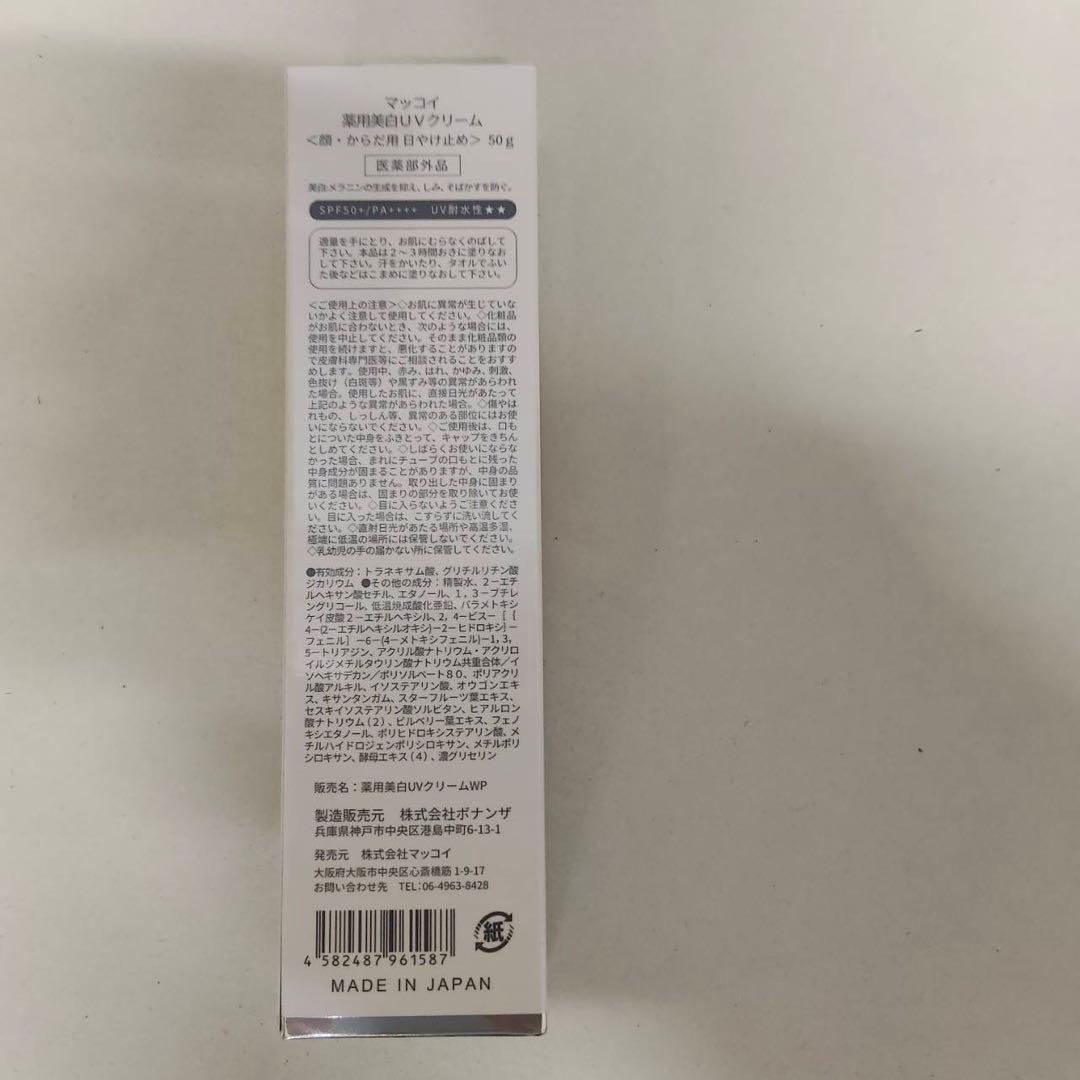 マッコイ
薬用美白UVクリーム
＜顔・からだ用 日やけ止め＞ 50g
医薬部外品
美白:メラニンの生成を抑え、しみ、そばかすを防ぐ。
SPF50+/PA++++ UV耐水性★★
適量を手にとり、お肌にむらなくのばして
下さい。本品は2～3時間おきに塗りなお
して下さい。汗をかいたり、タオルでふい
た後などはこまめに塗りなおして下さい。
＜ご使用上の注意＞◇お肌に異常が生じていな
いかよく注意して使用してください。◇化粧品
がお肌に合わないとき、次のような場合には、
使用を中止してください。そのまま化粧品類の
使用を続けますと、悪化することがありますの
で皮膚科専門医等にご相談されることをおすす
めします。使用中、赤み、はれ、かゆみ、刺激、
色抜け（白斑等）や黒ずみ等の異常があらわれ
た場合。使用したお肌に、直接日光があたって
上記のような異常があらわれた場合。◇傷やは
れもの、しっしん等、異常のある部位にはお使
いにならないでください。◇ご使用後は、口も
とについた中身をふきとって、キャップをきちん
としめてください。◇しばらくお使いにならな
かった場合、まれにチューブの口もとに残った
中身成分が固まることがありますが、中身の品
質に問題ありません。取り出した中身に固まり
がある場合は、固まりの部分を取り除いてお使
いください。◇目に入らないようご注意くださ
い。目に入った場合は、こすらずに洗い流してく
ださい。◇直射日光があたる場所や高温多湿、
極端に低温の場所には保管しないでください。
◇乳幼児の手の届かない所に保管してください。
●有効成分：トラネキサム酸、グリチルリチン酸
ジカリウム ●その他の成分：精製水、2－エチ
ルヘキサン酸セチル、エタノール、1，3－ブチレ
ングリコール、低温焼成酸化亜鉛、パラメトキシ
ケイ皮酸2－エチルヘキシル、2，4－ビス－［｛
4－(2－エチルヘキシルオキシ)－2－ヒドロキシ｝－
フェニル］－6－(4－メトキシフェニル)－1，3，
5－トリアジン、アクリル酸ナトリウム・アクリロ
イルジメチルタウリン酸ナトリウム共重合体／イ
ソヘキサデカン／ポリソルベート80、ポリアクリ
ル酸アルキル、イソステアリン酸、オウゴンエキ
ス、キサンタンガム、スターフルーツ葉エキス、
セスキイソステアリン酸ソルビタン、ヒアルロン
酸ナトリウム（2）、ビルベリー葉エキス、フェノ
キシエタノール、ポリヒドロキシステアリン酸、メ
チルハイドロジェンポリシロキサン、メチルポリ
シロキサン、酵母エキス（4）、濃グリセリン
販売名：薬用美白UVクリームWP
製造販売元 株式会社ボナンザ
兵庫県神戸市中央区港島中町6-13-1
発売元 株式会社マッコイ
大阪府大阪市中央区心斎橋筋 1-9-17
お問い合わせ先 TEL:06-4963-8428
紙
4 582487 961587
MADE IN JAPAN